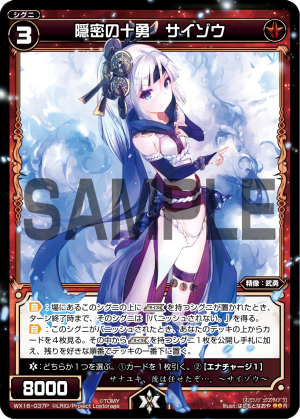 シグニ
3
隠密の十勇 サイゾウ
SAMPLE
精像：武勇
：場にあるこのシグニの上に
を持つシグニが置かれたとき、
ターン終了時まで、そのシグニは「バニッシュされない。」を得る。
：このシグニがバニッシュされたとき、あなたのデッキの上からカ
ードを4枚見る。その中から
を持つシグニ1枚を公開し手札に加
え、残りを好きな順番でデッキの一番下に置く。
：どちらか1つを選ぶ。①カードを1枚引く。②【エナチャージ1】
8000
サナユキ、後は任せたぞ…。～サイゾウ～
WX16-037P ©LRIG/Project Lostorage
©TOMY